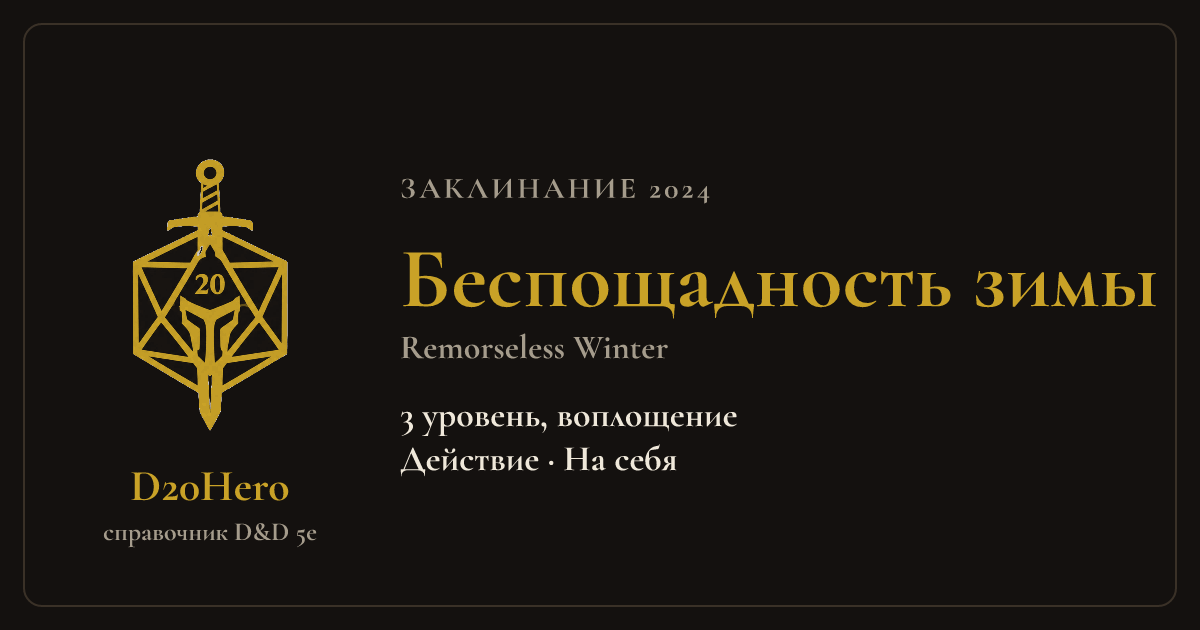 20
D20Hero
справочник D&D 5e
ЗАКЛИНАНИЕ 2024
Беспощадность зимы
Remorseless Winter
3 уровень, воплощение
Действие · На себя